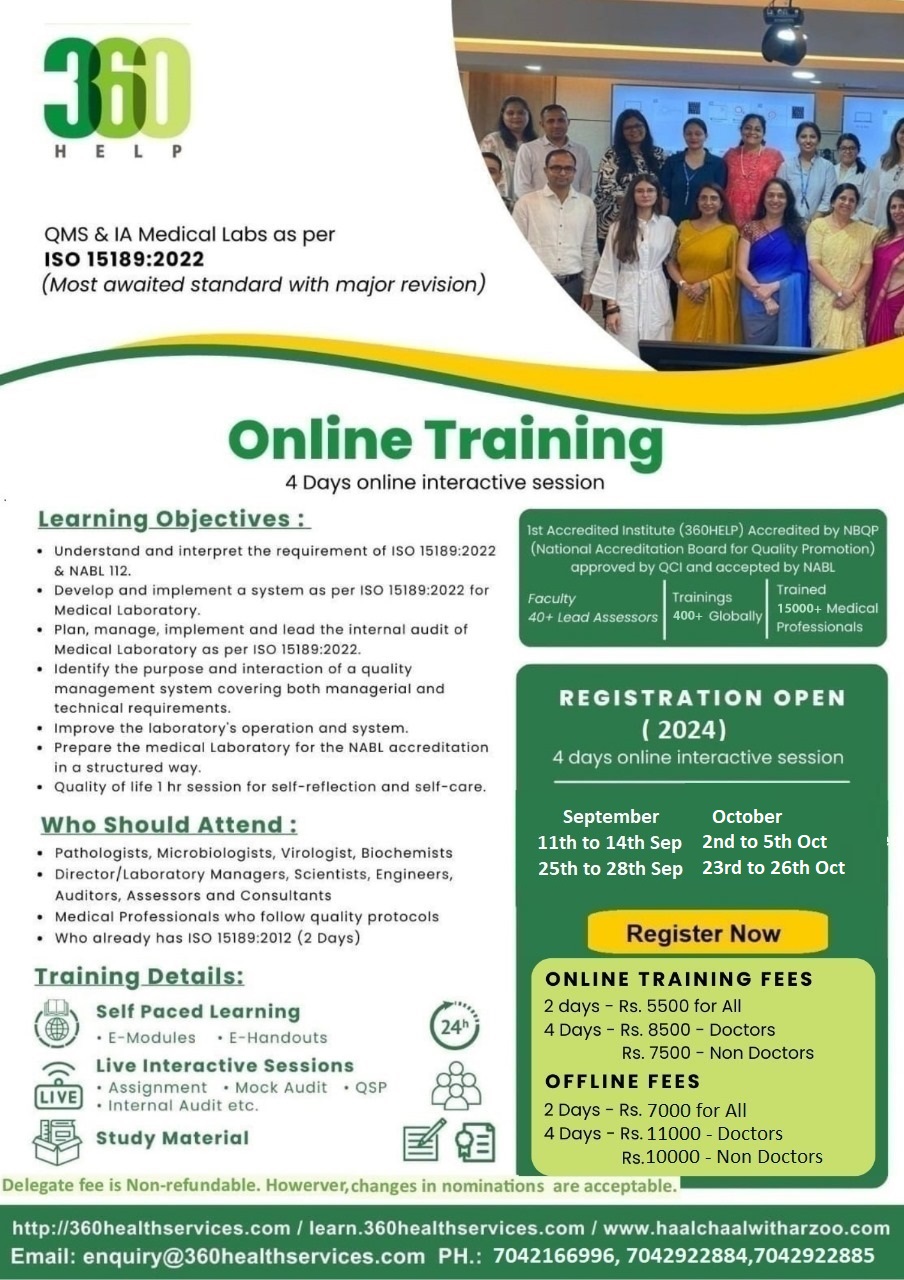 360
HELP
QMS & IA Medical Labs as per
ISO 15189:2022
(Most awaited standard with major revision)
Online Training
4 Days online interactive session
Learning Objectives :
• Understand and interpret the requirement of ISO 15189:2022
& NABL 112.
• Develop and implement a system as per ISO 15189:2022 for
Medical Laboratory.
• Plan, manage, implement and lead the internal audit of
Medical Laboratory as per ISO 15189:2022.
• Identify the purpose and interaction of a quality
management system covering both managerial and
technical requirements.
• Improve the laboratory's operation and system.
• Prepare the medical Laboratory for the NABL accreditation
in a structured way.
• Quality of life 1 hr session for self-reflection and self-care.
Who Should Attend :
• Pathologists, Microbiologists, Virologist, Biochemists
• Director/Laboratory Managers, Scientists, Engineers,
Auditors, Assessors and Consultants
• Medical Professionals who follow quality protocols
• Who already has ISO 15189:2012 (2 Days)
Training Details:
Self Paced Learning
• E-Modules • E-Handouts
24h
Live Interactive Sessions
LIVE
• Assignment • Mock Audit • QSP
• Internal Audit etc.
Study Material
1st Accredited Institute (360HELP) Accredited by NBQP
(National Accreditation Board for Quality Promotion)
approved by QCI and accepted by NABL
Faculty
40+ Lead Assessors
Trainings
400+ Globally
Trained
15000+ Medical
Professionals
REGISTRATION OPEN
( 2024)
4 days online interactive session
September October
11th to 14th Sep 2nd to 5th Oct
25th to 28th Sep 23rd to 26th Oct
Register Now
ONLINE TRAINING FEES
2 days - Rs. 5500 for All
4 Days - Rs. 8500 - Doctors
Rs. 7500 - Non Doctors
OFFLINE FEES
2 Days - Rs. 7000 for All
4 Days - Rs. 11000 - Doctors
Rs.10000 - Non Doctors
Delegate fee is Non-refundable. Howerver, changes in nominations are acceptable.
http://360healthservices.com / learn.360healthservices.com / www.haalchaalwitharzoo.com
Email: enquiry@360healthservices.com PH.: 7042166996, 7042922884,7042922885